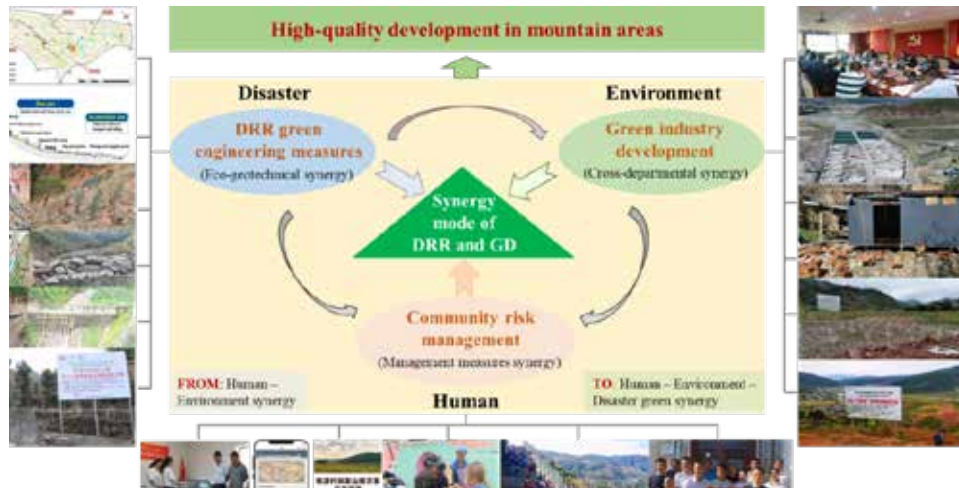 High-quality development in mountain areas
Disaster
Environment
DRR green
engineering measures
(Eco-geotechnical synergy)
Green industry
development
(Cross-departmental synergy)
Synergy
mode of
DRR and GD
Community risk
management
(Management measures synergy)
FROM: Human –
Environment synergy
TO: Human – Environment –
Disaster green synergy
Human